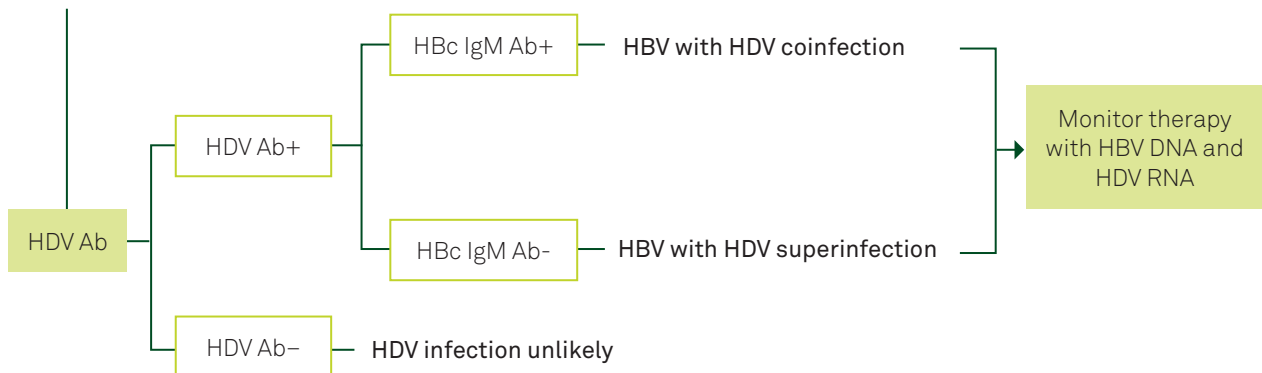 HBc IgM Ab+
HBV with HDV coinfection
HDV Ab+
Monitor therapy
with HBV DNA and
HDV RNA
HDV Ab
HBc IgM Ab-
HBV with HDV superinfection
HDV Ab–
HDV infection unlikely